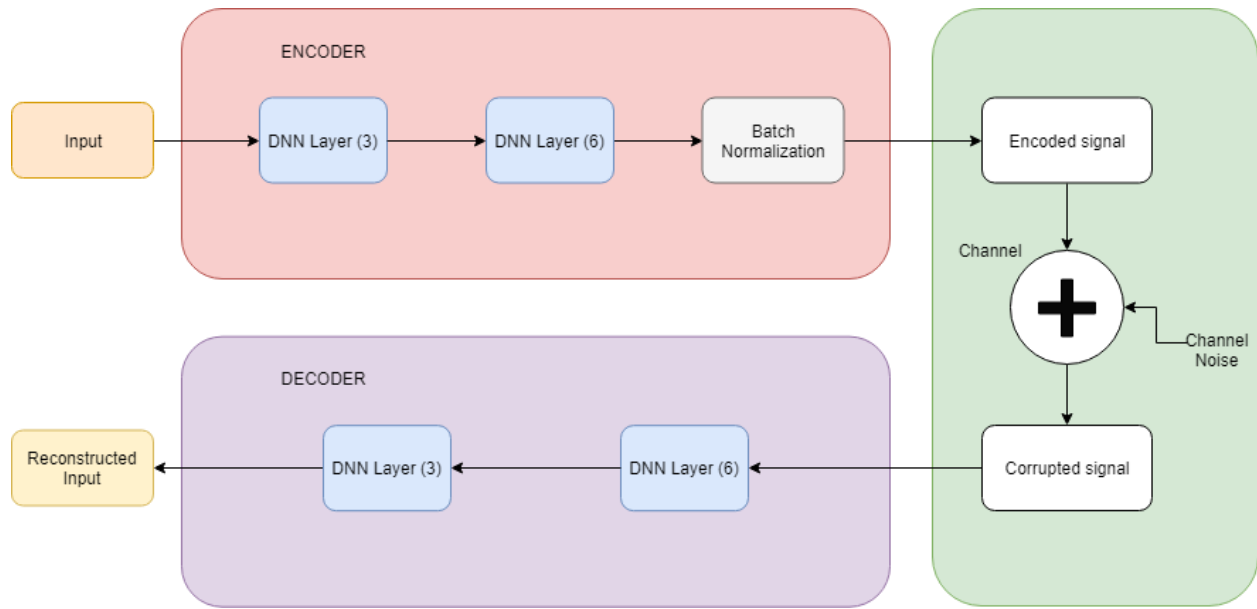 ENCODER
Input
DNN Layer (3)
DNN Layer (6)
Batch
Normalization
Encoded signal
Channel
Channel
Noise
DECODER
Reconstructed
Input
DNN Layer (3)
DNN Layer (6)
Corrupted signal